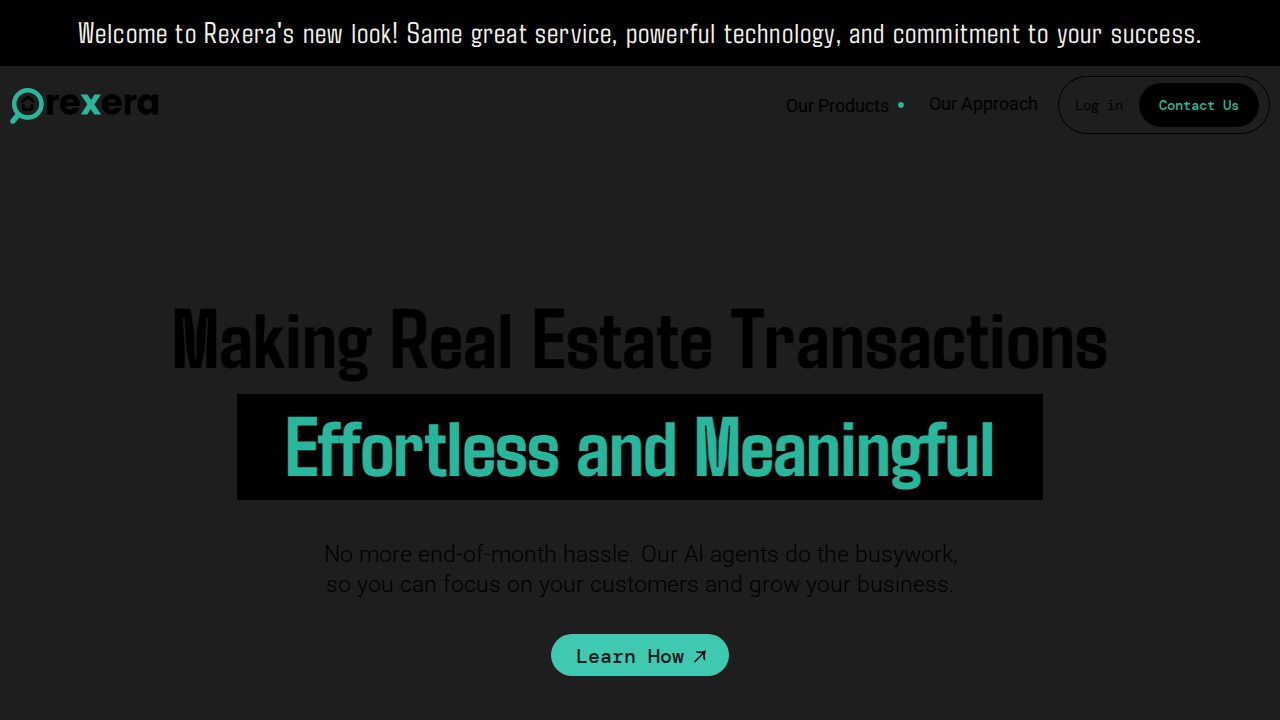 Welcome to Rexera's new look! Same great service, powerful technology, and commitment to your success.
rexera
Our Products
Our Approach
Log in
Contact Us
Making Real Estate Transactions
Effortless and Meaningful
No more end-of-month hassle. Our AI agents do the busywork,
so you can focus on your customers and grow your business.
Learn How